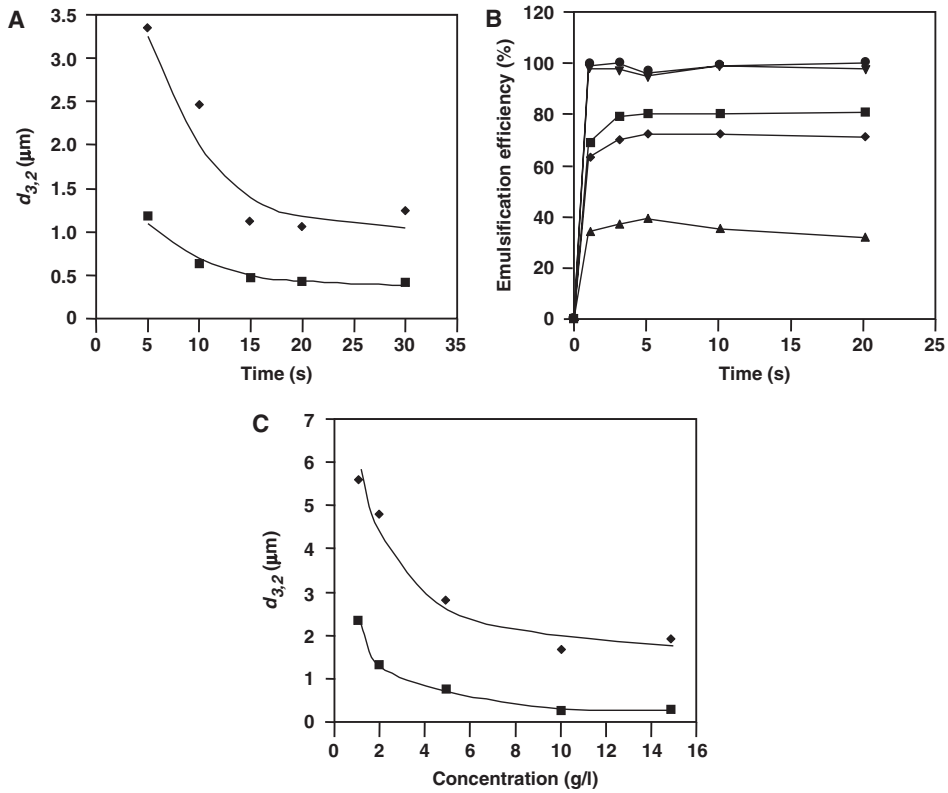 A
3.5
3.0
2.5
2.0
1.5
1.0
0.5
0
d3,2 (μm)
0 5 10 15 20 25 30 35
Time (s)
B
120
100
80
60
40
20
0
Emulsification efficiency (%)
0 5 10 15 20 25
Time (s)
C
7
6
5
4
3
2
1
0
d3,2 (μm)
0 2 4 6 8 10 12 14 16
Concentration (g/l)